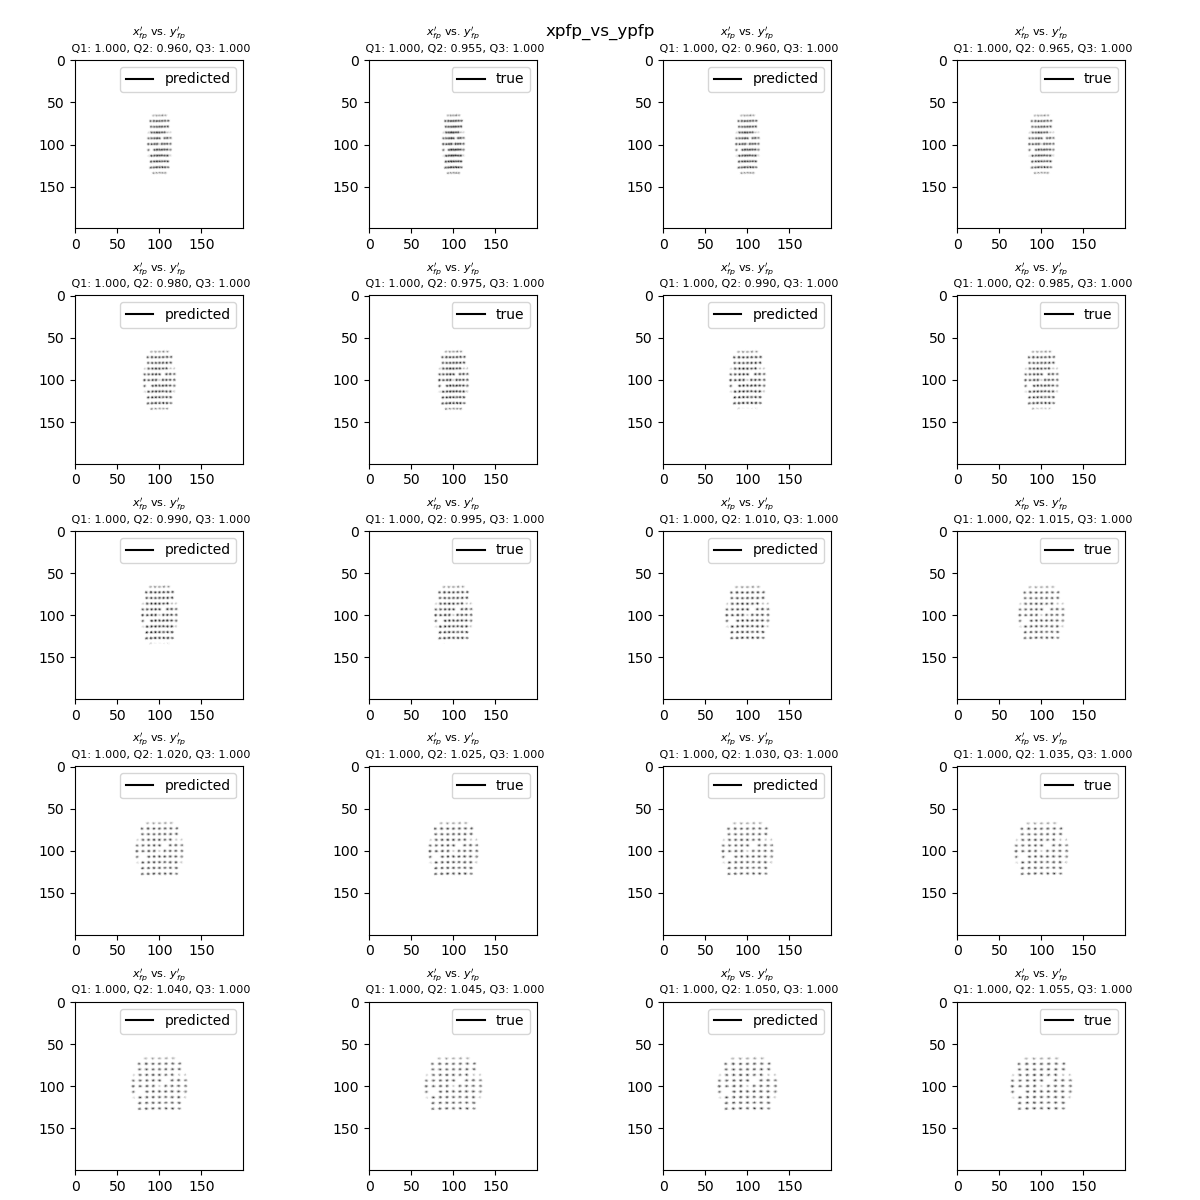 xpfp_vs_ypfp
x'fp vs. y'fp x'fp vs. y'fp x'fp vs. y'fp x'fp vs. y'fp
Q1: 1.000, Q2: 0.960, Q3: 1.000 Q1: 1.000, Q2: 0.955, Q3: 1.000 Q1: 1.000, Q2: 0.960, Q3: 1.000 Q1: 1.000, Q2: 0.965, Q3: 1.000
0 predicted 0 true 0 predicted 0 true
50 50 50 50
100 100 100 100
150 150 150 150
0 50 100 150 0 50 100 150 0 50 100 150 0 50 100 150
x'fp vs. y'fp x'fp vs. y'fp x'fp vs. y'fp x'fp vs. y'fp
Q1: 1.000, Q2: 0.980, Q3: 1.000 Q1: 1.000, Q2: 0.975, Q3: 1.000 Q1: 1.000, Q2: 0.990, Q3: 1.000 Q1: 1.000, Q2: 0.985, Q3: 1.000
0 predicted 0 true 0 predicted 0 true
50 50 50 50
100 100 100 100
150 150 150 150
0 50 100 150 0 50 100 150 0 50 100 150 0 50 100 150
x'fp vs. y'fp x'fp vs. y'fp x'fp vs. y'fp x'fp vs. y'fp
Q1: 1.000, Q2: 0.990, Q3: 1.000 Q1: 1.000, Q2: 0.995, Q3: 1.000 Q1: 1.000, Q2: 1.010, Q3: 1.000 Q1: 1.000, Q2: 1.015, Q3: 1.000
0 predicted 0 true 0 predicted 0 true
50 50 50 50
100 100 100 100
150 150 150 150
0 50 100 150 0 50 100 150 0 50 100 150 0 50 100 150
x'fp vs. y'fp x'fp vs. y'fp x'fp vs. y'fp x'fp vs. y'fp
Q1: 1.000, Q2: 1.020, Q3: 1.000 Q1: 1.000, Q2: 1.025, Q3: 1.000 Q1: 1.000, Q2: 1.030, Q3: 1.000 Q1: 1.000, Q2: 1.035, Q3: 1.000
0 predicted 0 true 0 predicted 0 true
50 50 50 50
100 100 100 100
150 150 150 150
0 50 100 150 0 50 100 150 0 50 100 150 0 50 100 150
x'fp vs. y'fp x'fp vs. y'fp x'fp vs. y'fp x'fp vs. y'fp
Q1: 1.000, Q2: 1.040, Q3: 1.000 Q1: 1.000, Q2: 1.045, Q3: 1.000 Q1: 1.000, Q2: 1.050, Q3: 1.000 Q1: 1.000, Q2: 1.055, Q3: 1.000
0 predicted 0 true 0 predicted 0 true
50 50 50 50
100 100 100 100
150 150 150 150
0 50 100 150 0 50 100 150 0 50 100 150 0 50 100 150